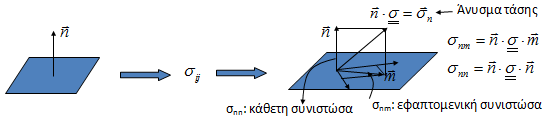 n⃗ · σ = σ⃗ₙ Άνυσμα τάσης
n⃗
n⃗
σₙₘ = n⃗ · σ · m⃗
σᵢⱼ
m⃗
σₙₙ = n⃗ · σ · n⃗
σₙₙ: κάθετη συνιστώσα
σₙₘ: εφαπτομενική συνιστώσα